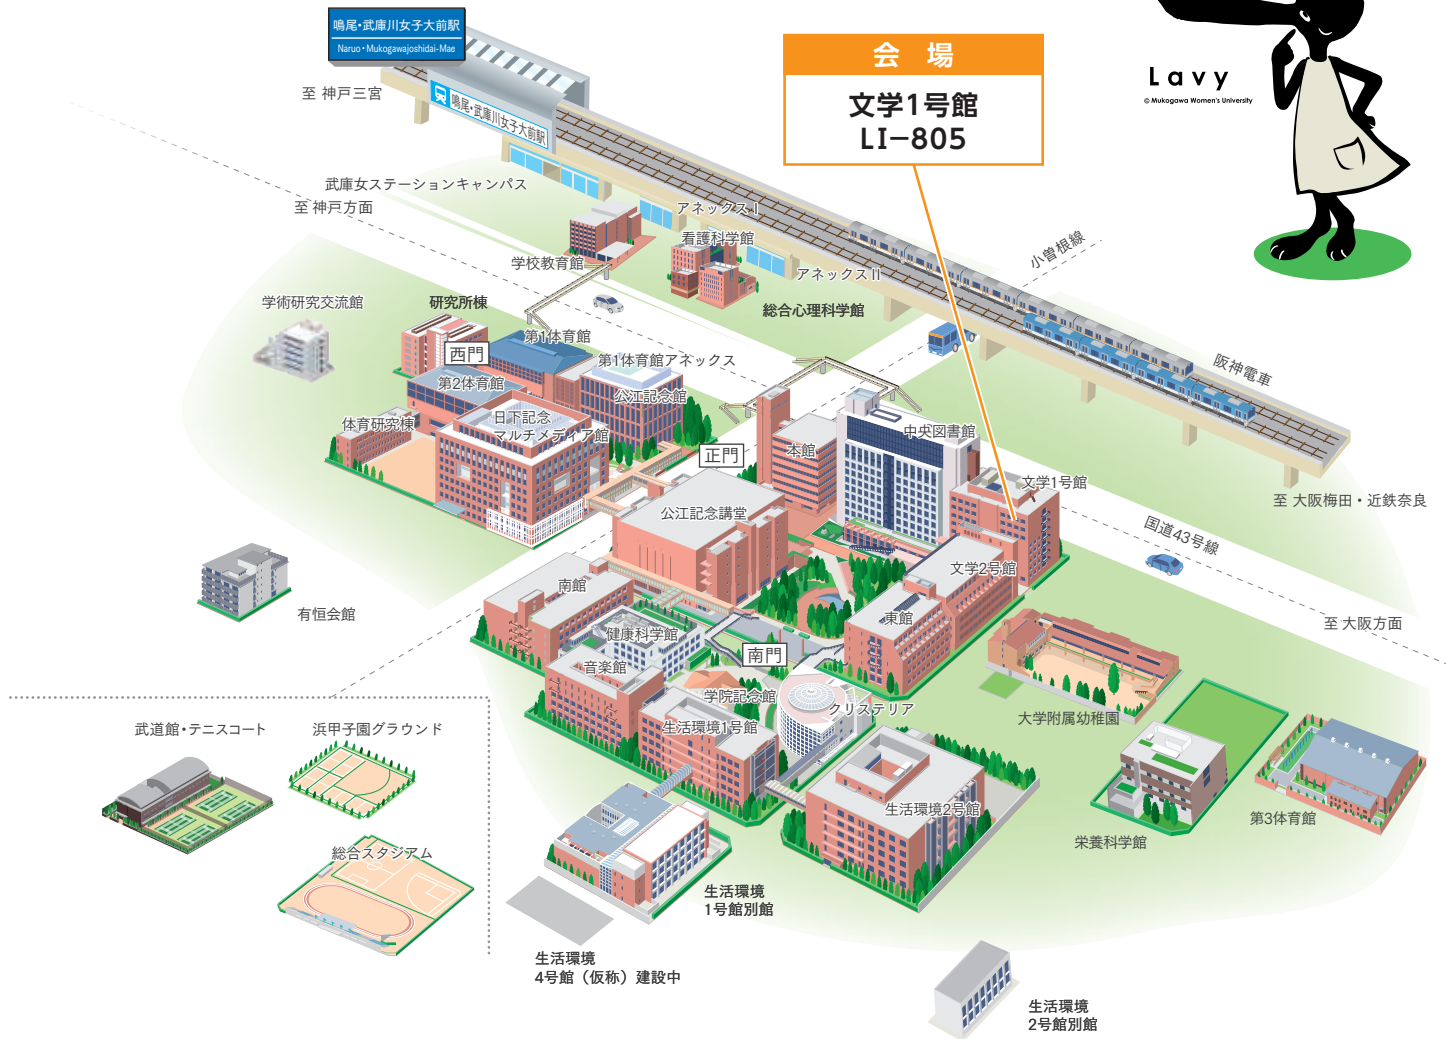 鳴尾・武庫川女子大前駅
Naruo・Mukogawajoshidai-Mae
鳴尾・武庫川女子大前駅
至 神戸三宮
会 場
文学1号館
LI−805
Lavy
© Mukogawa Women's University
武庫女ステーションキャンパス
至 神戸方面
アネックスⅠ
看護科学館
学校教育館
アネックスⅡ
小曽根線
総合心理科学館
学術研究交流館
研究所棟
第1体育館
西門
第1体育館アネックス
阪神電車
第2体育館
公江記念館
日下記念
マルチメディア館
体育研究棟
中央図書館
本館
正門
文学1号館
至 大阪梅田・近鉄奈良
公江記念講堂
国道43号線
文学2号館
南館
有恒会館
東館
至 大阪方面
健康科学館
南門
音楽館
学院記念館
クリステリア
大学附属幼稚園
生活環境1号館
武道館・テニスコート
浜甲子園グラウンド
生活環境2号館
第3体育館
栄養科学館
総合スタジアム
生活環境
1号館別館
生活環境
4号館（仮称）建設中
生活環境
2号館別館